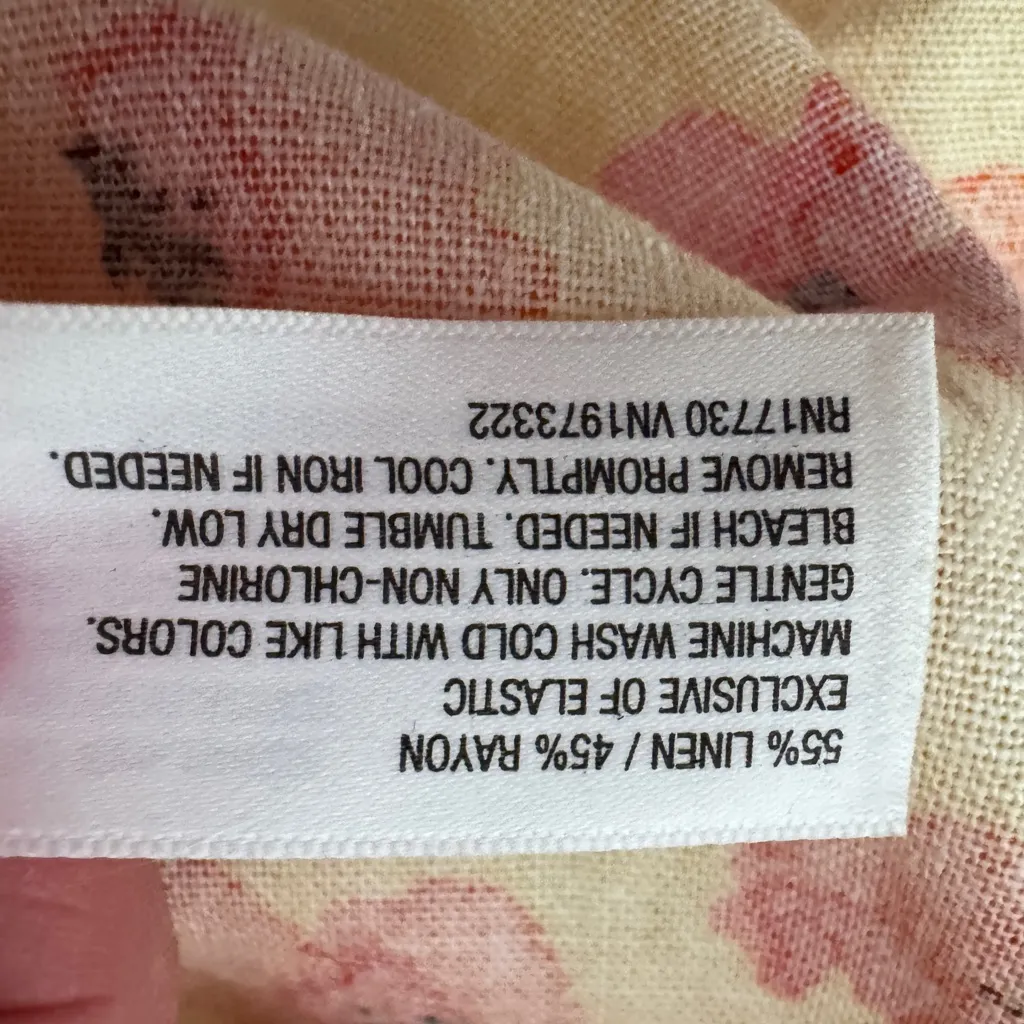 55% LINEN / 45% RAYON
EXCLUSIVE OF ELASTIC
MACHINE WASH COLD WITH LIKE COLORS.
GENTLE CYCLE. ONLY NON-CHLORINE
BLEACH IF NEEDED. TUMBLE DRY LOW.
REMOVE PROMPTLY. COOL IRON IF NEEDED.
RN17730 VN1973322